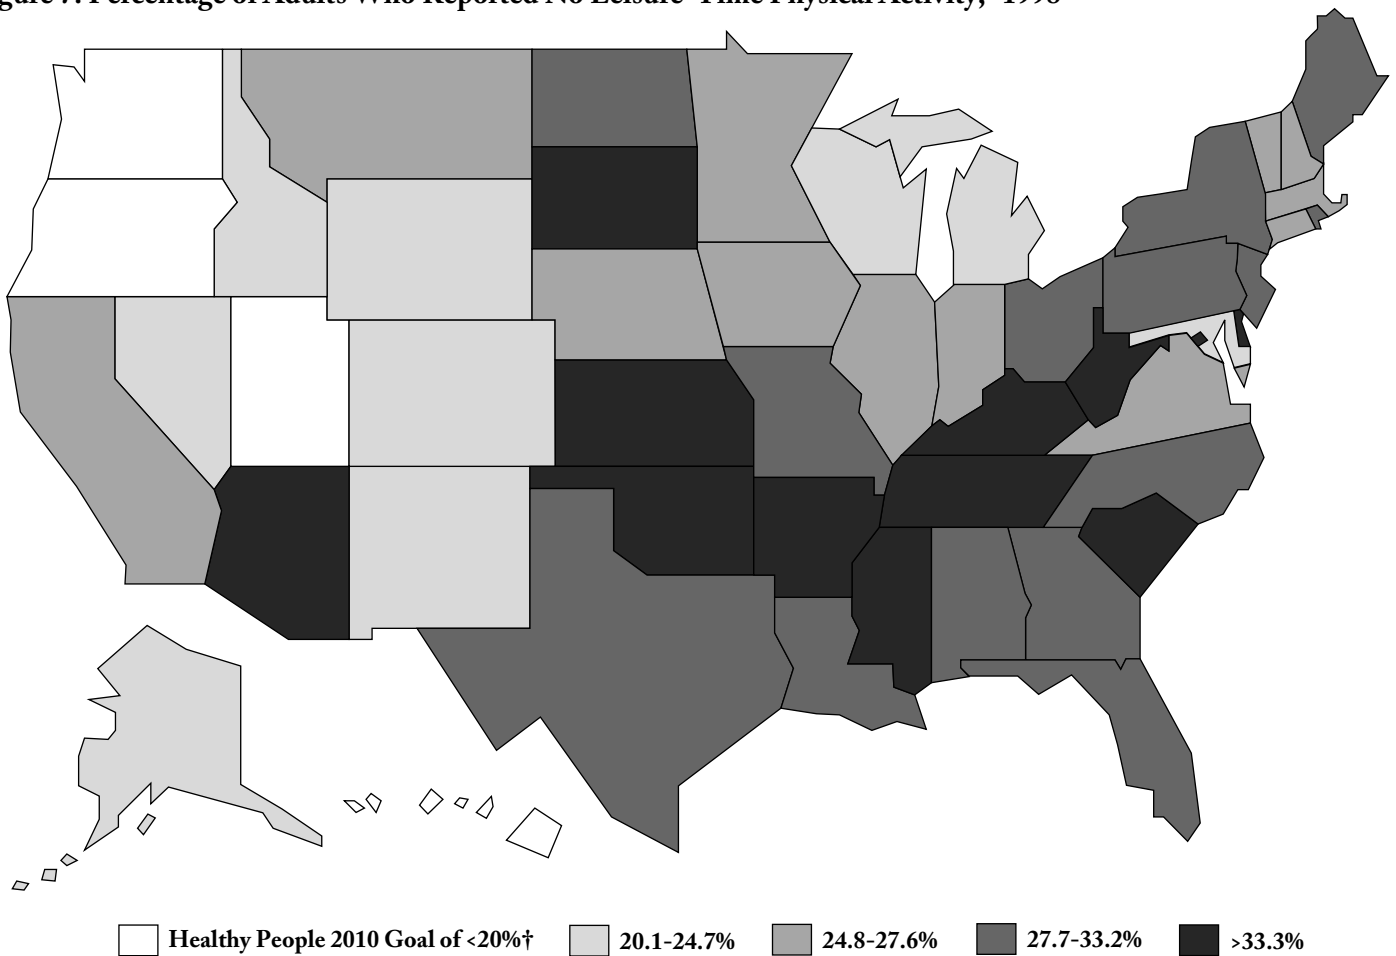 Percentage of Adults Who Reported No Leisure-Time Physical Activity, 1998
Healthy People 2010 Goal of <20%† 20.1-24.7% 24.8-27.6% 27.7-33.2% >33.3%